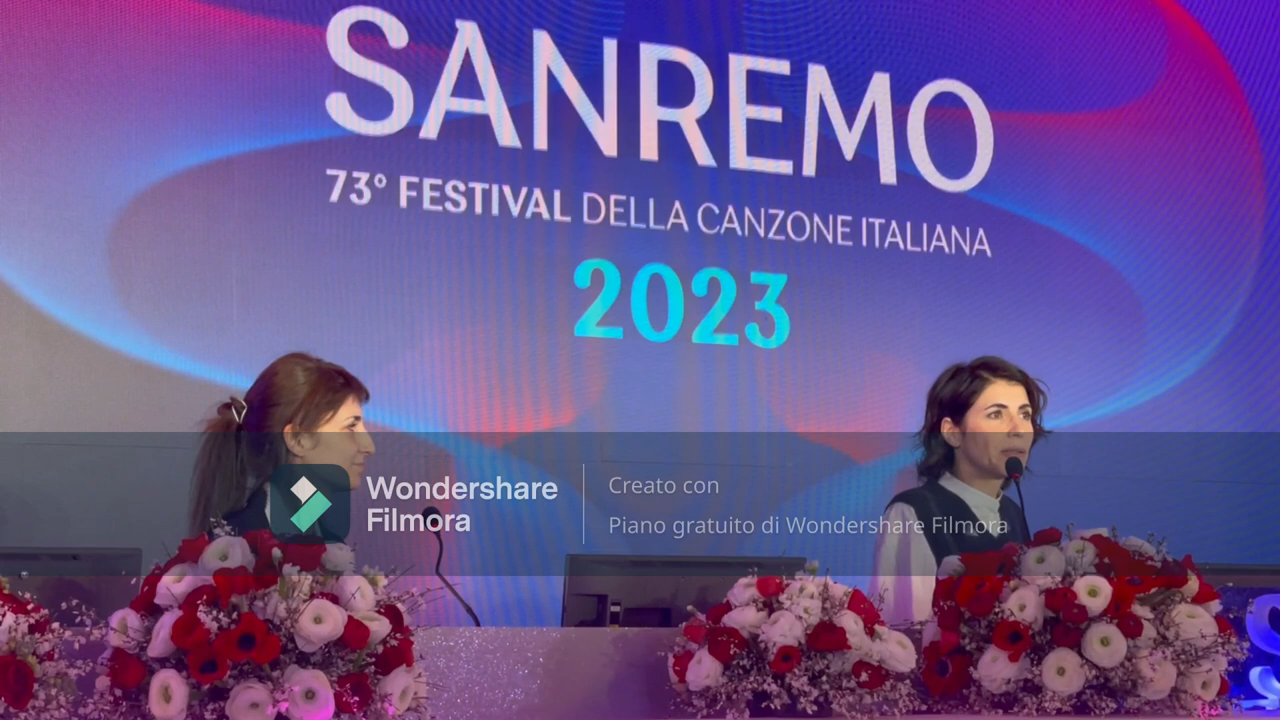 SANREMO
73° FESTIVAL DELLA CANZONE ITALIANA
2023
Wondershare
Filmora
Creato con
Piano gratuito di Wondershare Filmora